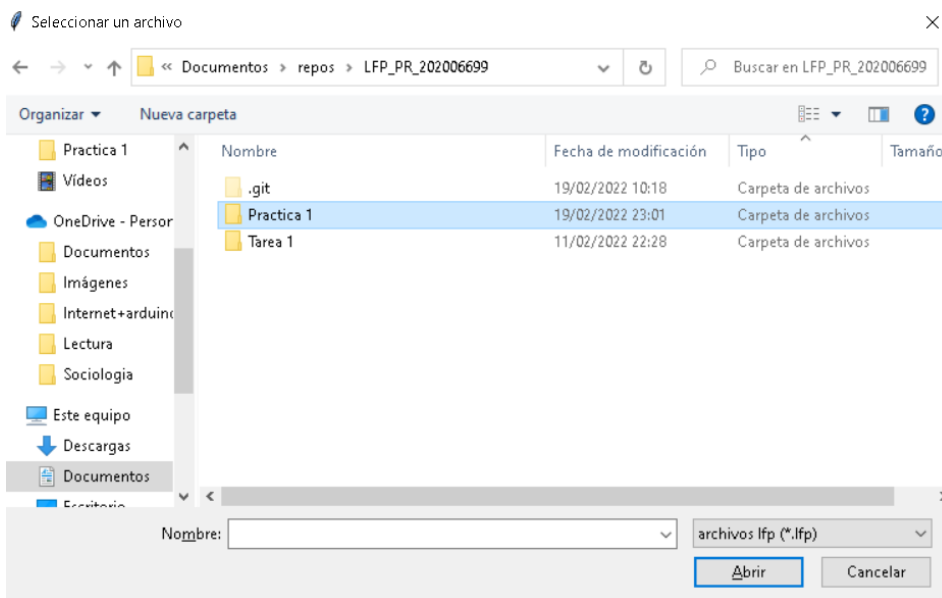 Seleccionar un archivo
« Documentos › repos › LFP_PR_202006699
Buscar en LFP_PR_202006699
Organizar
Nueva carpeta
Practica 1
Vídeos
OneDrive - Person
Documentos
Imágenes
Internet+arduino
Lectura
Sociologia
Este equipo
Descargas
Documentos
Escritorio
Nombre Fecha de modificación Tipo Tamaño
.git 19/02/2022 10:18 Carpeta de archivos
Practica 1 19/02/2022 23:01 Carpeta de archivos
Tarea 1 11/02/2022 22:28 Carpeta de archivos
Nombre:
archivos lfp (*.lfp)
Abrir
Cancelar